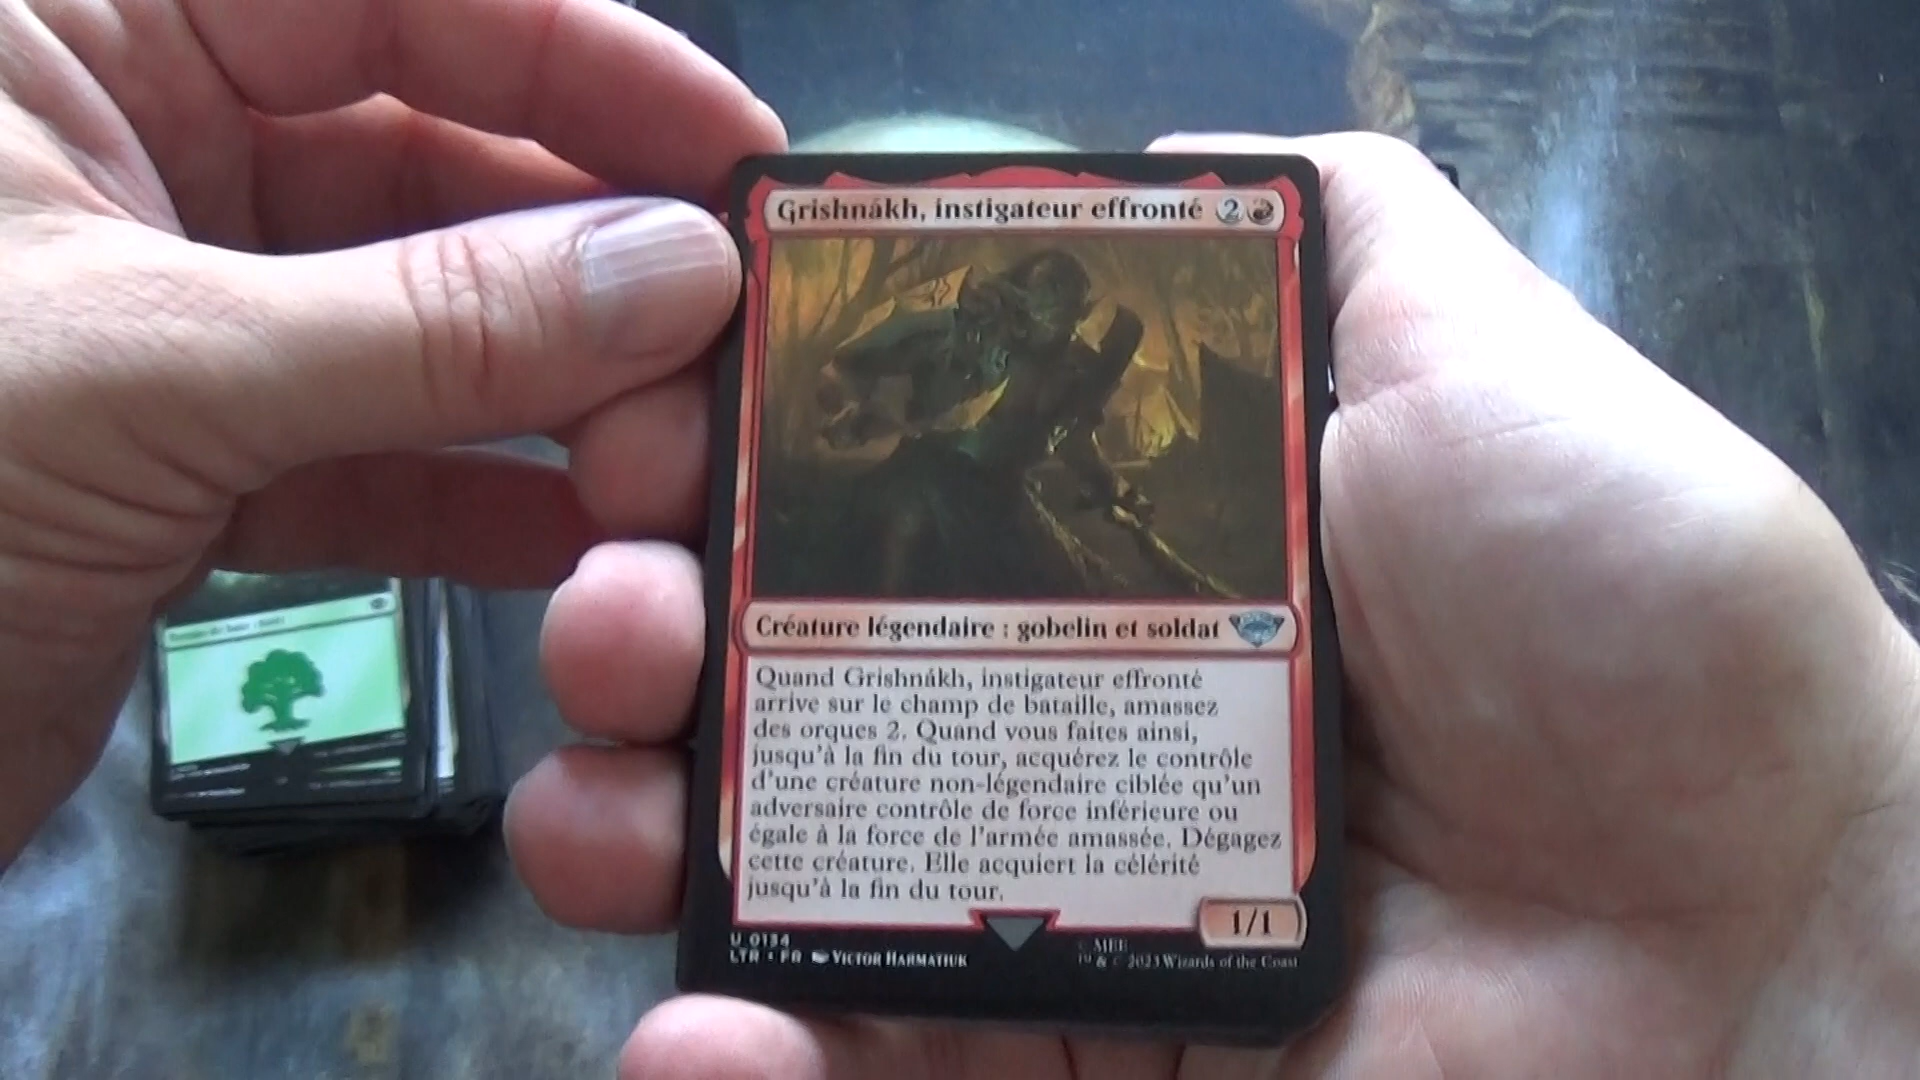 Grishnákh, instigateur effronté 2
Créature légendaire : gobelin et soldat
Quand Grishnákh, instigateur effronté
arrive sur le champ de bataille, amassez
des orques 2. Quand vous faites ainsi,
jusqu'à la fin du tour, acquérez le contrôle
d'une créature non-légendaire ciblée qu'un
adversaire contrôle de force inférieure ou
égale à la force de l'armée amassée. Dégagez
cette créature. Elle acquiert la célérité
jusqu'à la fin du tour.
1/1
U 0134
LTR • FR Victor Harmatiuk
© MEE
™ & © 2023 Wizards of the Coast